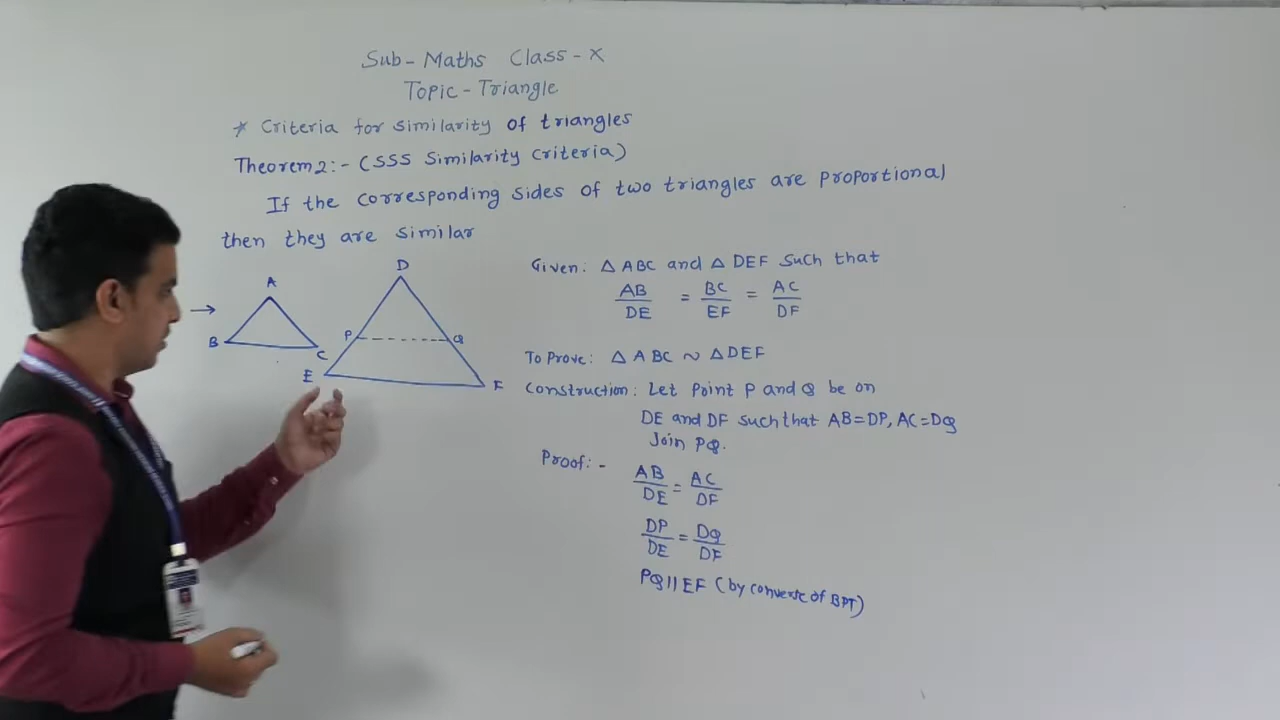 Sub- Maths Class - X
Topic - Triangle
* Criteria for similarity of triangles
Theorem 2:- (SSS Similarity Criteria)
If the corresponding sides of two triangles are proportional
then they are similar
→ A B C
D P Q E F
Given: △ ABC and △ DEF Such that
AB/DE = BC/EF = AC/DF
To Prove: △ ABC ~ △DEF
Construction: Let Point P and Q be on
DE and DF such that AB=DP, AC=DQ
Join PQ.
Proof:- AB/DE = AC/DF
DP/DE = DQ/DF
PQ||EF (by converse of BPT)